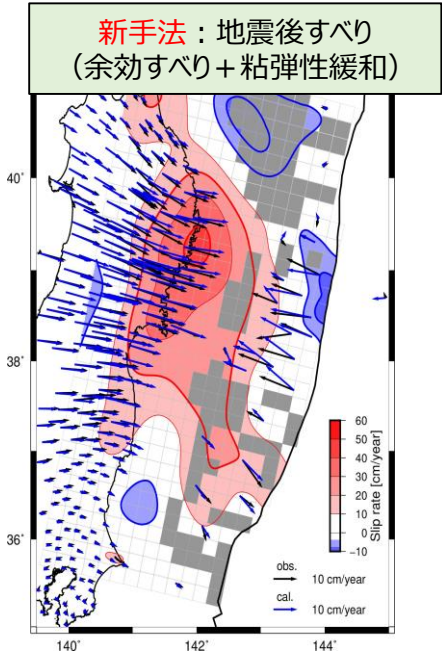 新手法：地震後すべり
（余効すべり＋粘弾性緩和）
40˚
38˚
36˚
140˚
142˚
144˚
60
50
40
30
20
10
0
−10
Slip rate [cm/year]
obs.
10 cm/year
cal.
10 cm/year